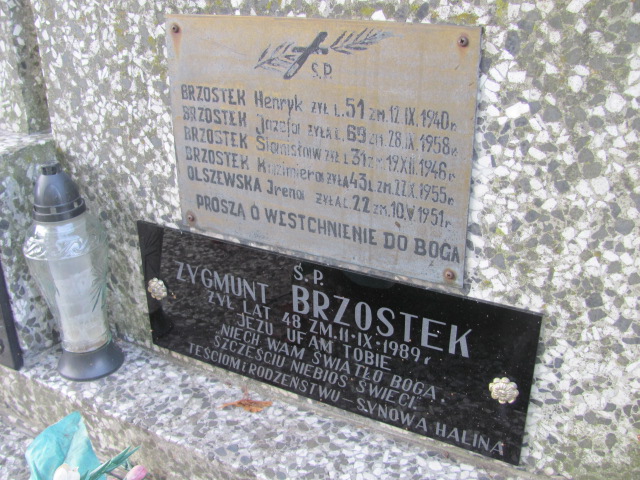 Ś.P.
BRZOSTEK Henryk ŻYŁ L. 51 ZM. 12.IX.1940 r.
BRZOSTEK Józefa ŻYŁA L. 69 ZM. 28.IX.1958 r.
BRZOSTEK Stanisław ŻYŁ L. 31 ZM. 19.XII.1946 r.
BRZOSTEK Kazimiera ŻYŁA 43 L. ZM. 22.X.1955 r.
OLSZEWSKA Irena ŻYŁA L. 22 ZM. 10.V.1951 r.
PROSZĄ O WESTCHNIENIE DO BOGA
Ś.P.
ZYGMUNT BRZOSTEK
ŻYŁ LAT 48 ZM. 11-IX-1989 r.
JEZU UFAM TOBIE
NIECH WAM ŚWIATŁO BOGA,
SZCZĘŚCIU NIEBIOS ŚWIECI.
TEŚCIOM i RODZEŃSTWU - SYNOWA HALINA